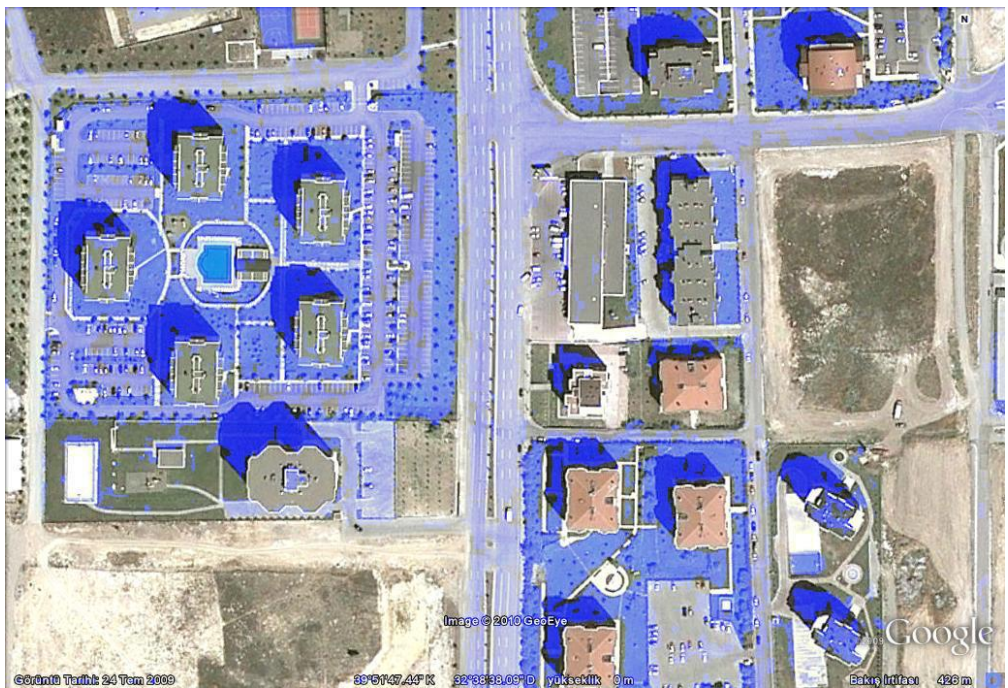 N
Image © 2010 GeoEye
Google
Görüntü Tarihi: 24 Tem 2009 39°51'47.44" K 32°38'38.09" D yükseklik 0 m Bakış İrtifası 426 m